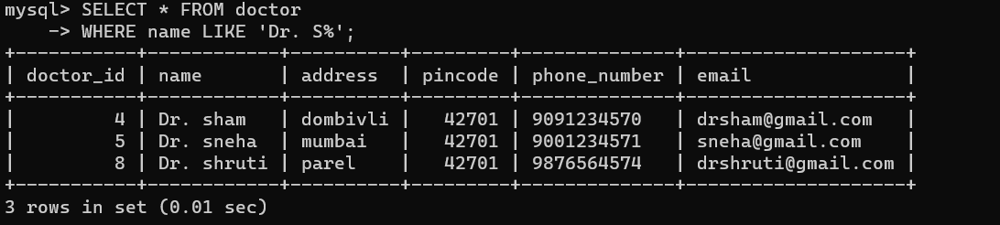 mysql> SELECT * FROM doctor
    -> WHERE name LIKE 'Dr. S%';
+-----------+------------+----------+---------+--------------+--------------------+
| doctor_id | name       | address  | pincode | phone_number | email              |
+-----------+------------+----------+---------+--------------+--------------------+
|         4 | Dr. sham   | dombivli |   42701 | 9091234570   | drsham@gmail.com   |
|         5 | Dr. sneha  | mumbai   |   42701 | 9001234571   | sneha@gmail.com    |
|         8 | Dr. shruti | parel    |   42701 | 9876564574   | drshruti@gmail.com |
+-----------+------------+----------+---------+--------------+--------------------+
3 rows in set (0.01 sec)